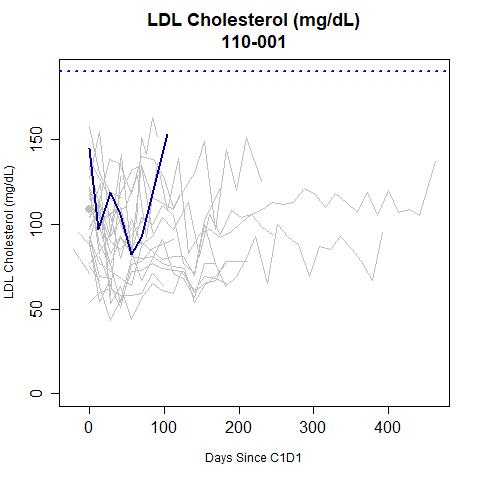 LDL Cholesterol (mg/dL)
110-001
LDL Cholesterol (mg/dL)
150
100
50
0
0 100 200 300 400
Days Since C1D1